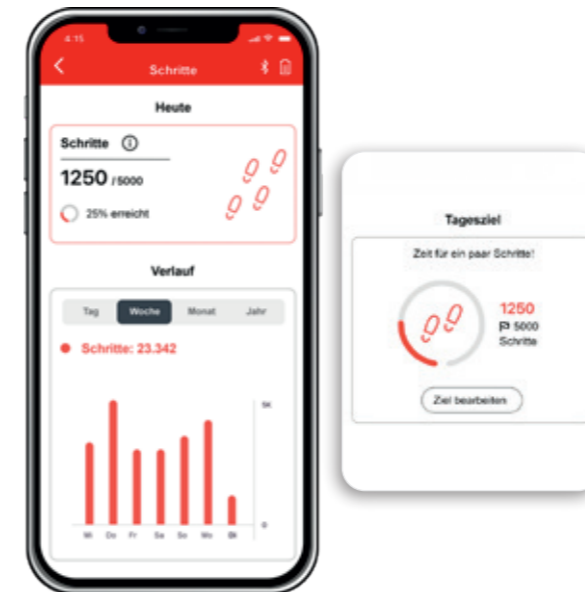 4:15
Schritte
Heute
Schritte
1250 / 5000
25% erreicht
Verlauf
Tag Woche Monat Jahr
Schritte: 23.342
5K
0
Mi Do Fr Sa So Mo Di
Tagesziel
Zeit für ein paar Schritte!
1250
5000
Schritte
Ziel bearbeiten